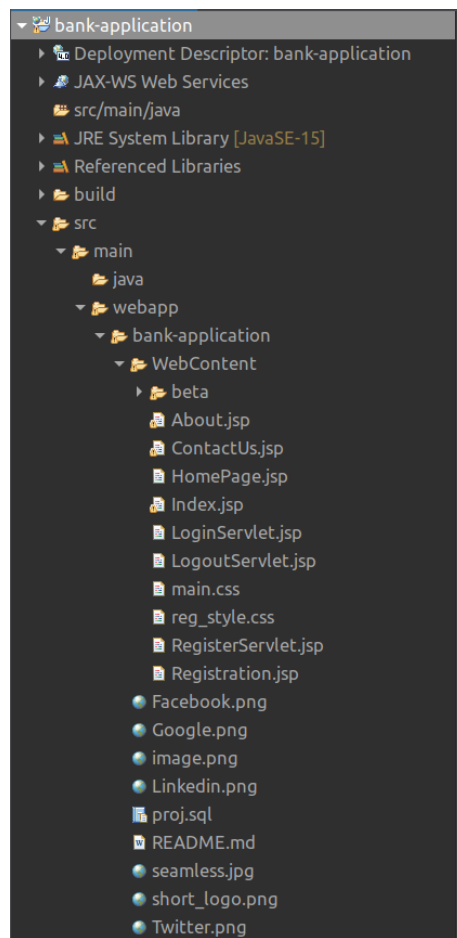 bank-application
Deployment Descriptor: bank-application
JAX-WS Web Services
src/main/java
JRE System Library [JavaSE-15]
Referenced Libraries
build
src
main
java
webapp
bank-application
WebContent
beta
About.jsp
ContactUs.jsp
HomePage.jsp
Index.jsp
LoginServlet.jsp
LogoutServlet.jsp
main.css
reg_style.css
RegisterServlet.jsp
Registration.jsp
Facebook.png
Google.png
image.png
Linkedin.png
proj.sql
README.md
seamless.jpg
short_logo.png
Twitter.png